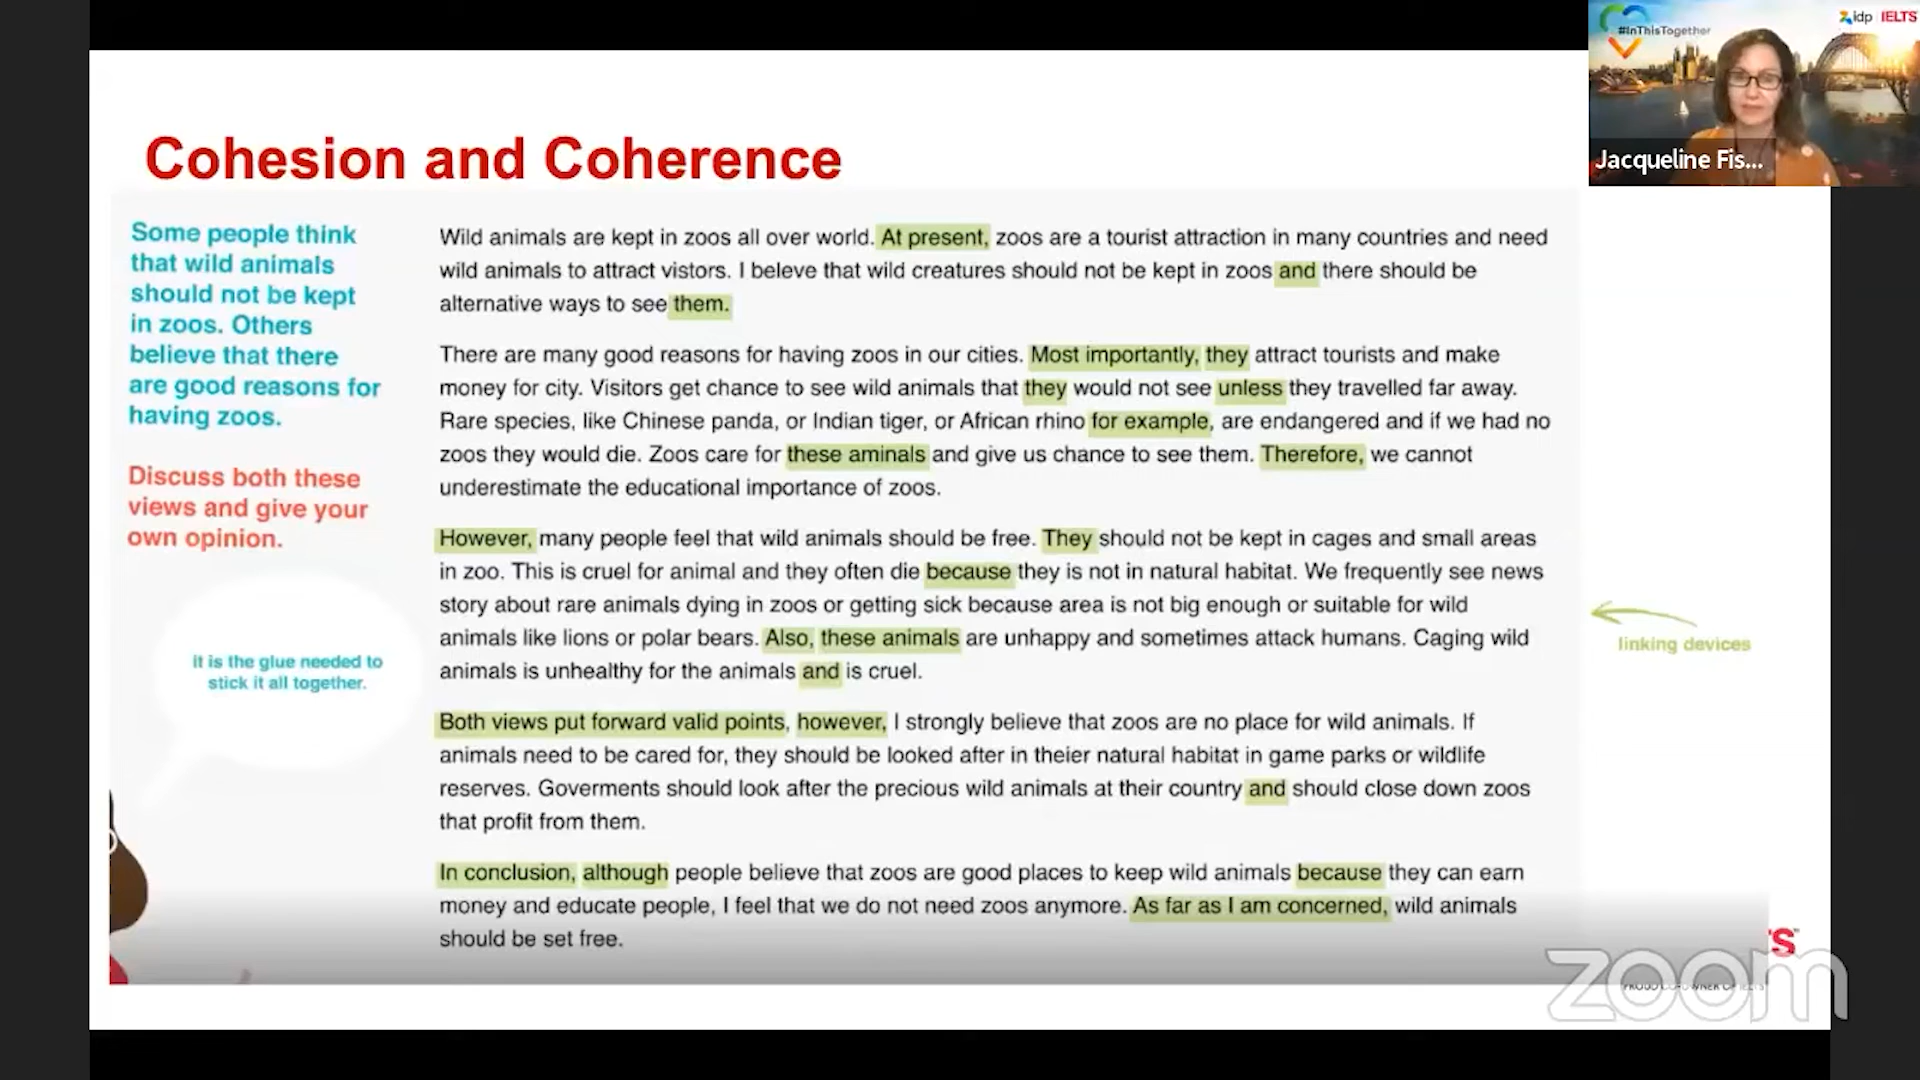 #InThisTogether
idp IELTS
Jacqueline Fis...
Cohesion and Coherence
Some people think
that wild animals
should not be kept
in zoos. Others
believe that there
are good reasons for
having zoos.
Discuss both these
views and give your
own opinion.
it is the glue needed to
stick it all together.
Wild animals are kept in zoos all over world. At present, zoos are a tourist attraction in many countries and need
wild animals to attract vistors. I beleve that wild creatures should not be kept in zoos and there should be
alternative ways to see them.
There are many good reasons for having zoos in our cities. Most importantly, they attract tourists and make
money for city. Visitors get chance to see wild animals that they would not see unless they travelled far away.
Rare species, like Chinese panda, or Indian tiger, or African rhino for example, are endangered and if we had no
zoos they would die. Zoos care for these aminals and give us chance to see them. Therefore, we cannot
underestimate the educational importance of zoos.
However, many people feel that wild animals should be free. They should not be kept in cages and small areas
in zoo. This is cruel for animal and they often die because they is not in natural habitat. We frequently see news
story about rare animals dying in zoos or getting sick because area is not big enough or suitable for wild
animals like lions or polar bears. Also, these animals are unhappy and sometimes attack humans. Caging wild
animals is unhealthy for the animals and is cruel.
Both views put forward valid points, however, I strongly believe that zoos are no place for wild animals. If
animals need to be cared for, they should be looked after in theier natural habitat in game parks or wildlife
reserves. Goverments should look after the precious wild animals at their country and should close down zoos
that profit from them.
In conclusion, although people believe that zoos are good places to keep wild animals because they can earn
money and educate people, I feel that we do not need zoos anymore. As far as I am concerned, wild animals
should be set free.
linking devices
zoom